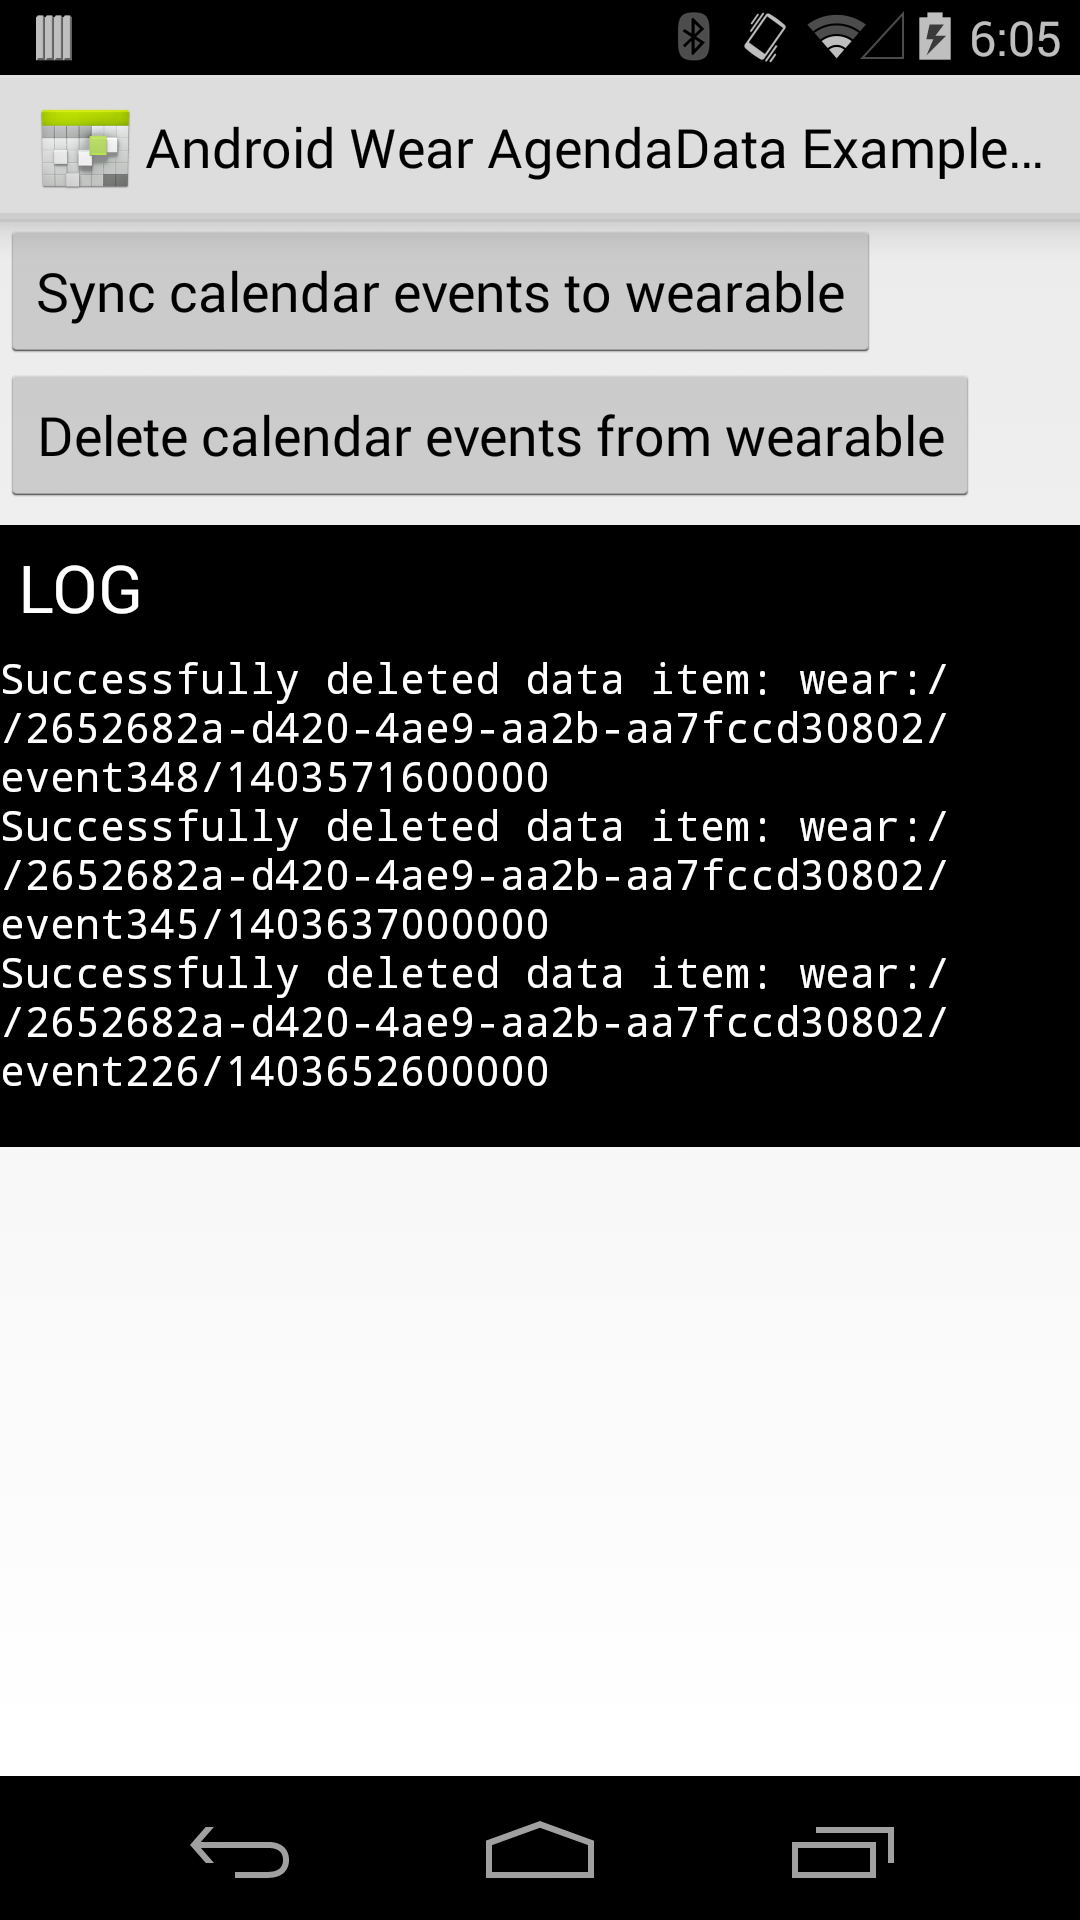 6:05
Android Wear AgendaData Example...
Sync calendar events to wearable
Delete calendar events from wearable
LOG
Successfully deleted data item: wear:/
/2652682a-d420-4ae9-aa2b-aa7fccd30802/
event348/1403571600000
Successfully deleted data item: wear:/
/2652682a-d420-4ae9-aa2b-aa7fccd30802/
event345/1403637000000
Successfully deleted data item: wear:/
/2652682a-d420-4ae9-aa2b-aa7fccd30802/
event226/1403652600000